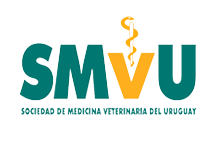 SMVU
SOCIEDAD DE MEDICINA VETERINARIA DEL URUGUAY